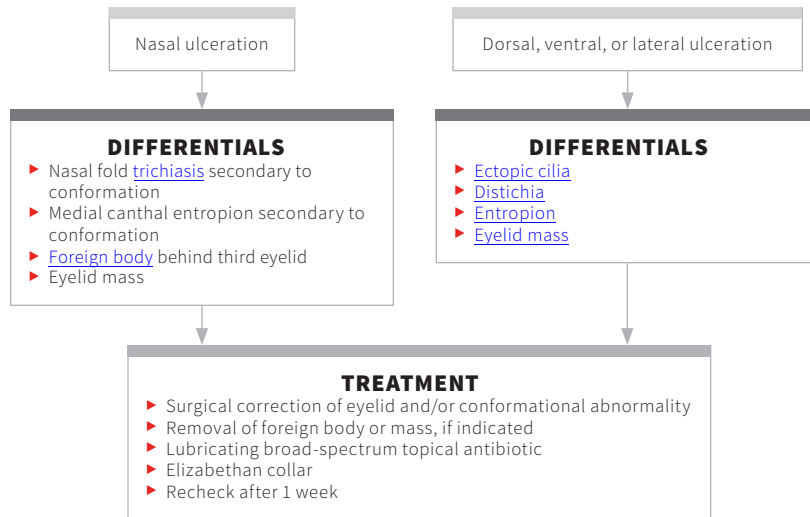 Nasal ulceration
Dorsal, ventral, or lateral ulceration
DIFFERENTIALS
▶ Nasal fold trichiasis secondary to
conformation
▶ Medial canthal entropion secondary to
conformation
▶ Foreign body behind third eyelid
▶ Eyelid mass
DIFFERENTIALS
▶ Ectopic cilia
▶ Distichia
▶ Entropion
▶ Eyelid mass
TREATMENT
▶ Surgical correction of eyelid and/or conformational abnormality
▶ Removal of foreign body or mass, if indicated
▶ Lubricating broad-spectrum topical antibiotic
▶ Elizabethan collar
▶ Recheck after 1 week